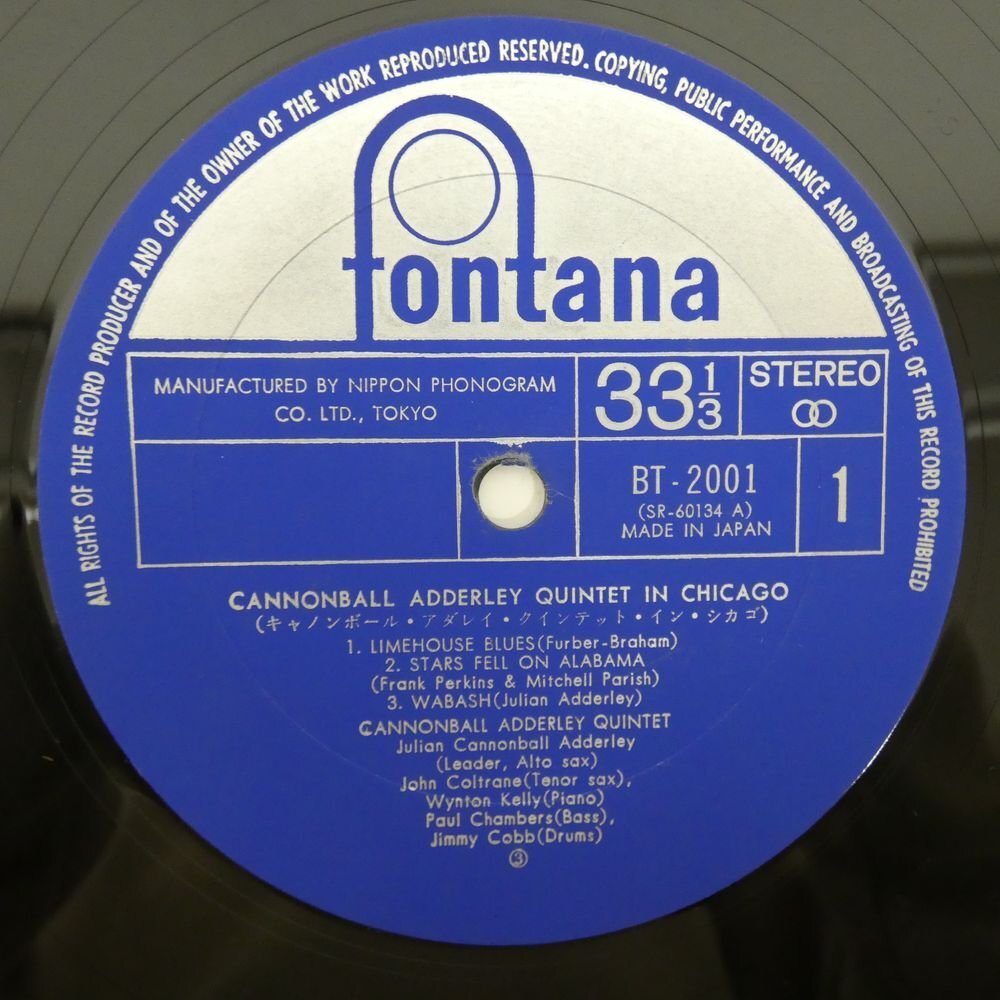 ALL RIGHTS OF THE RECORD PRODUCER AND OF THE OWNER OF THE WORK REPRODUCED RESERVED. COPYING, PUBLIC PERFORMANCE AND BROADCASTING OF THIS RECORD PROHIBITED
fontana
MANUFACTURED BY NIPPON PHONOGRAM
CO. LTD., TOKYO
33 1/3
STEREO
BT-2001
(SR-60134 A)
MADE IN JAPAN
1
CANNONBALL ADDERLEY QUINTET IN CHICAGO
(キャノンボール・アダレイ・クインテット・イン・シカゴ)
1. LIMEHOUSE BLUES(Furber-Braham)
2. STARS FELL ON ALABAMA
(Frank Perkins & Mitchell Parish)
3. WABASH(Julian Adderley)
CANNONBALL ADDERLEY QUINTET
Julian Cannonball Adderley
(Leader, Alto sax)
John Coltrane(Tenor sax),
Wynton Kelly(Piano)
Paul Chambers(Bass),
Jimmy Cobb(Drums)
③